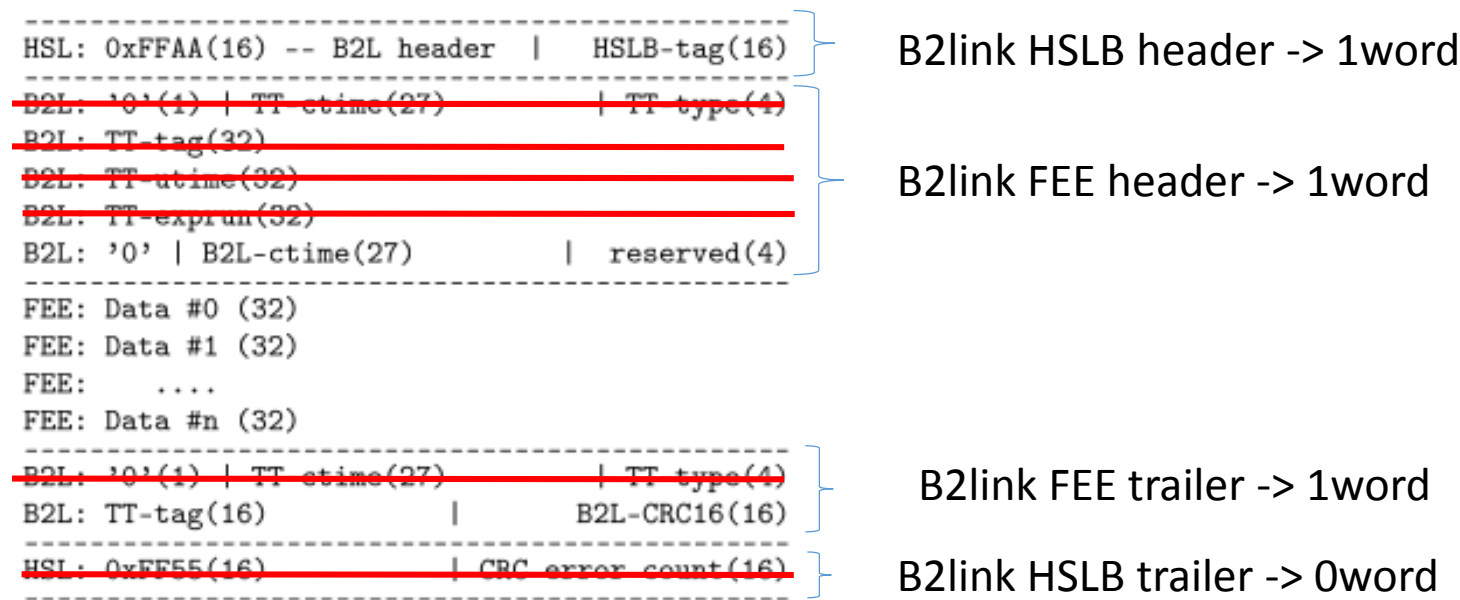 HSL: 0xFFAA(16) -- B2L header | HSLB-tag(16)
B2link HSLB header -> 1word
B2L: '0'(1) | TT-ctime(27) | TT-type(4)
B2L: TT-tag(32)
B2L: TT-utime(32)
B2L: TT-exprun(32)
B2L: '0' | B2L-ctime(27) | reserved(4)
B2link FEE header -> 1word
FEE: Data #0 (32)
FEE: Data #1 (32)
FEE: ....
FEE: Data #n (32)
B2L: '0'(1) | TT-ctime(27) | TT-type(4)
B2L: TT-tag(16) | B2L-CRC16(16)
B2link FEE trailer -> 1word
HSL: 0xFF55(16) | CRC error count(16)
B2link HSLB trailer -> 0word